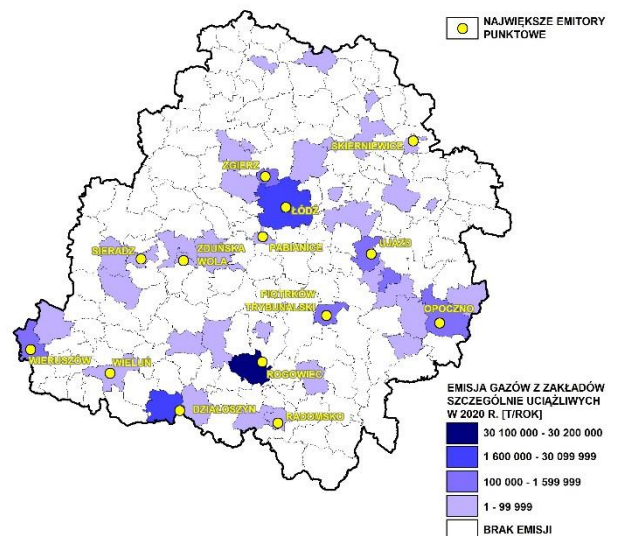 NAJWIĘKSZE EMITORY
PUNKTOWE
SKIERNIEWICE
ZGIERZ
ŁÓDŹ
PABIANICE
UJAZD
SIERADZ
ZDUŃSKA
WOLA
PIOTRKÓW
TRYBUNALSKI
OPOCZNO
WIERUSZÓW
WIELUŃ
ROGOWIEC
DZIAŁOSZYN
RADOMSKO
EMISJA GAZÓW Z ZAKŁADÓW
SZCZEGÓLNIE UCIĄŻLIWYCH
W 2020 R. [T/ROK]
30 100 000 - 30 200 000
1 600 000 - 30 099 999
100 000 - 1 599 999
1 - 99 999
BRAK EMISJI